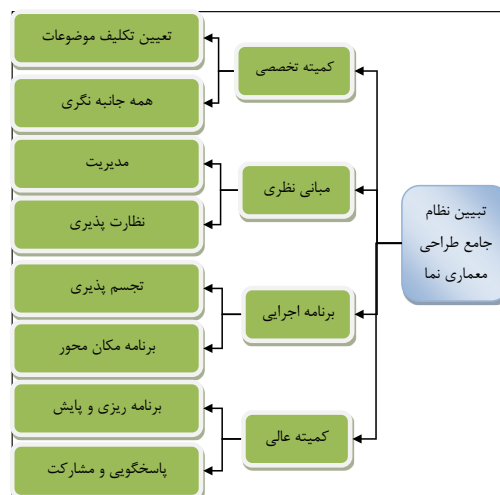 تبیین نظام
جامع طراحی
معماری نما
کمیته تخصصی
تعیین تکلیف موضوعات
همه جانبه نگری
مبانی نظری
مدیریت
نظارت پذیری
برنامه اجرایی
تجسم پذیری
برنامه مکان محور
کمیته عالی
برنامه ریزی و پایش
پاسخگویی و مشارکت